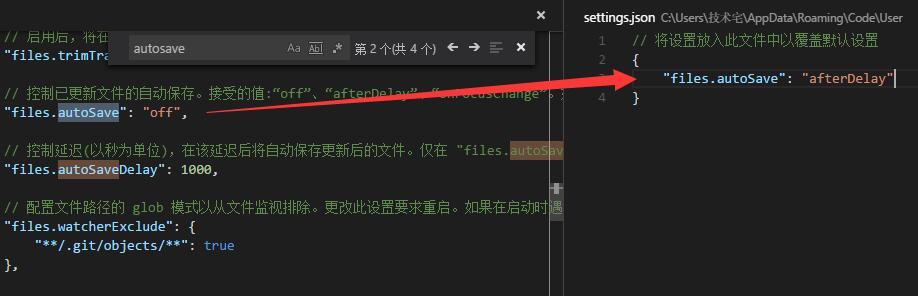 // 启用后，将在
"files.trimTra
autosave
Aa Abl .* 第 2 个(共 4 个)
// 控制已更新文件的自动保存。接受的值:“off”、“afterDelay”、“onFocusChange”。
"files.autoSave": "off",
// 控制延迟(以秒为单位)，在该延迟后将自动保存更新后的文件。仅在 "files.autoSav
"files.autoSaveDelay": 1000,
// 配置文件路径的 glob 模式以从文件监视排除。更改此设置要求重启。如果在启动时遇
"files.watcherExclude": {
"**/.git/objects/**": true
},
settings.json C:\Users\技术宅\AppData\Roaming\Code\User
1 // 将设置放入此文件中以覆盖默认设置
2 {
"files.autoSave": "afterDelay"
4 }